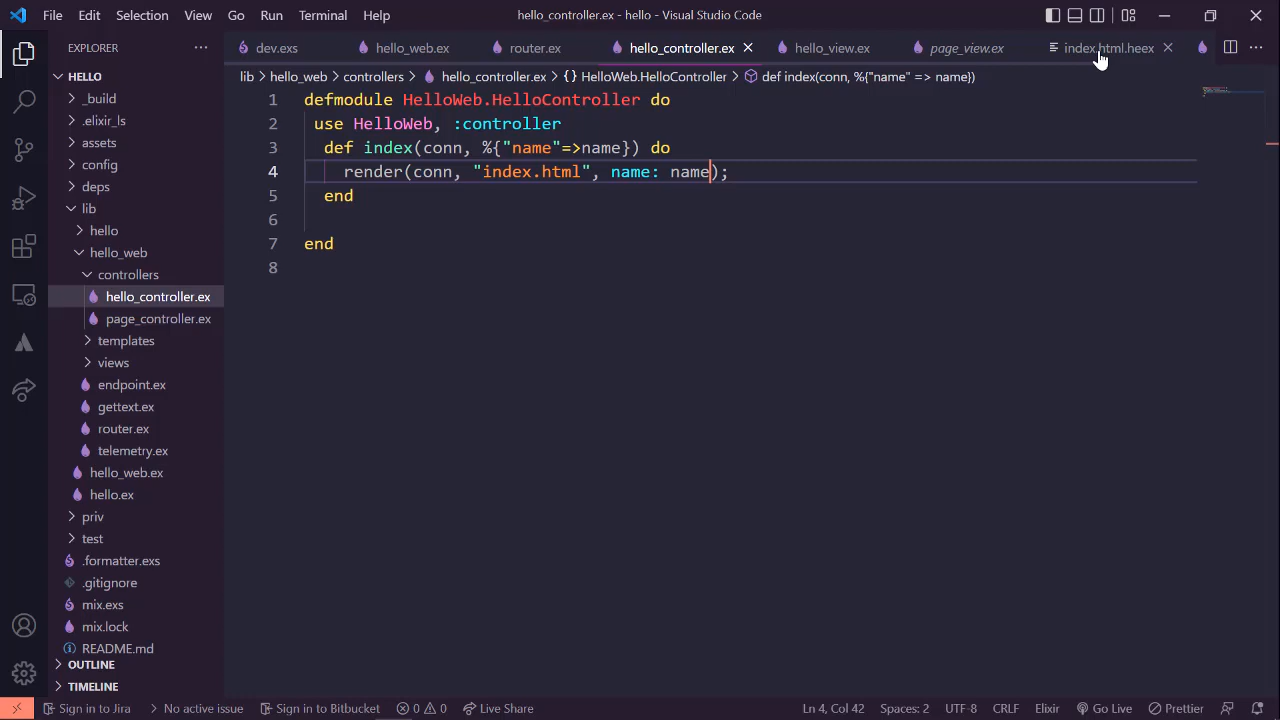 File Edit Selection View Go Run Terminal Help hello_controller.ex - hello - Visual Studio Code
EXPLORER
dev.exs hello_web.ex router.ex hello_controller.ex hello_view.ex page_view.ex index.html.heex
HELLO
lib > hello_web > controllers > hello_controller.ex > {} HelloWeb.HelloController > def index(conn, %{"name" => name})
_build
.elixir_ls
assets
config
deps
lib
hello
hello_web
controllers
hello_controller.ex
page_controller.ex
templates
views
endpoint.ex
gettext.ex
router.ex
telemetry.ex
hello_web.ex
hello.ex
priv
test
.formatter.exs
.gitignore
mix.exs
mix.lock
README.md
OUTLINE
TIMELINE
1 defmodule HelloWeb.HelloController do
2 use HelloWeb, :controller
3 def index(conn, %{"name"=>name}) do
4 render(conn, "index.html", name: name);
5 end
6
7 end
8
Sign in to Jira No active issue Sign in to Bitbucket 0 0 Live Share Ln 4, Col 42 Spaces: 2 UTF-8 CRLF Elixir Go Live Prettier